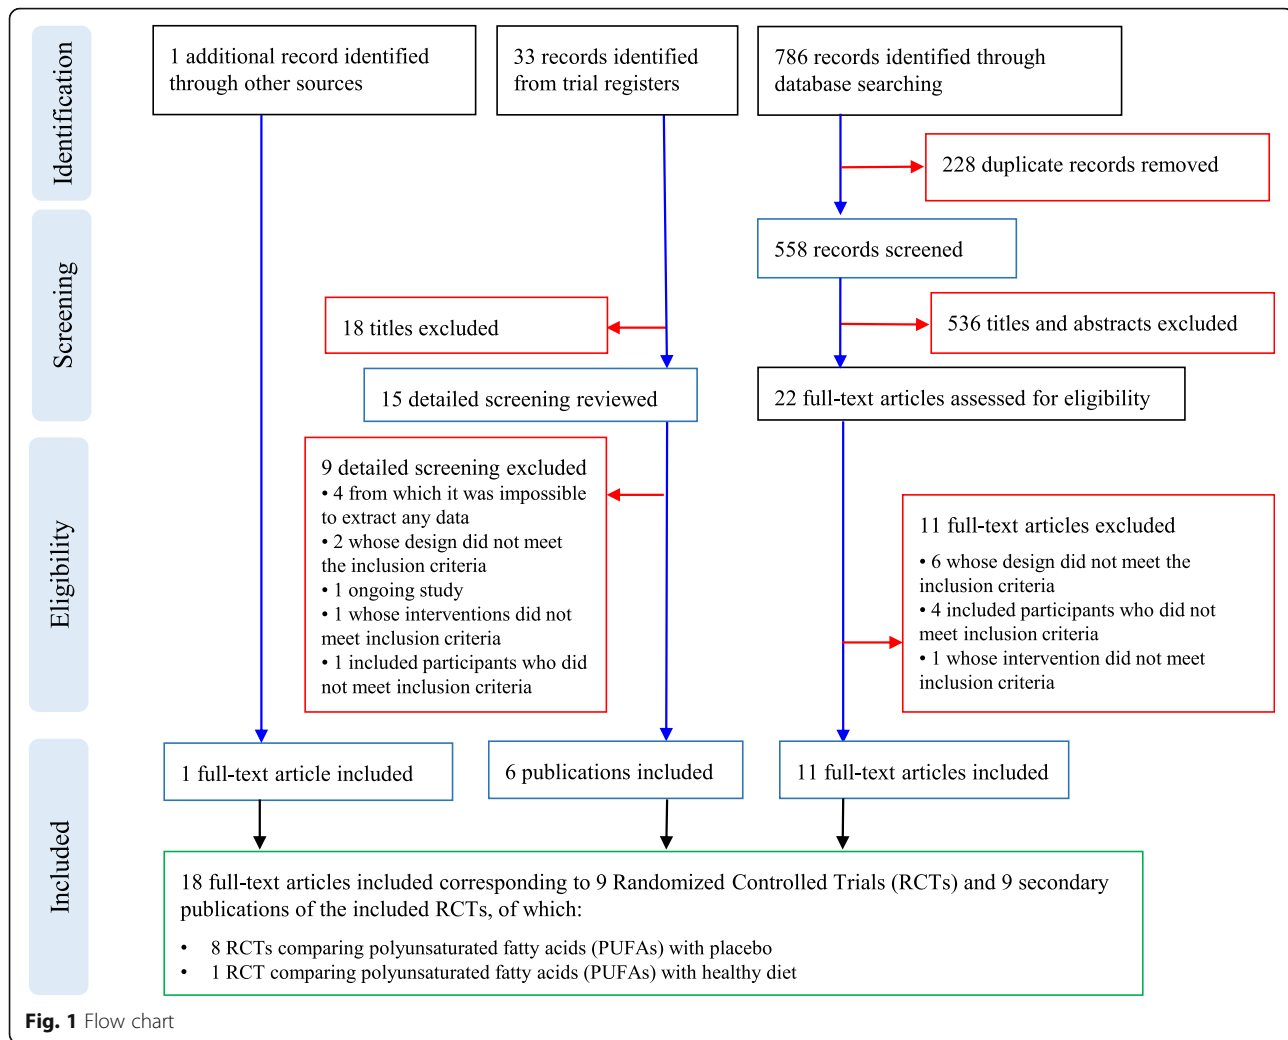 Identification
1 additional record identified
through other sources
33 records identified
from trial registers
786 records identified through
database searching
228 duplicate records removed
Screening
558 records screened
18 titles excluded
536 titles and abstracts excluded
15 detailed screening reviewed
22 full-text articles assessed for eligibility
Eligibility
9 detailed screening excluded
• 4 from which it was impossible
to extract any data
• 2 whose design did not meet
the inclusion criteria
• 1 ongoing study
• 1 whose interventions did not
meet inclusion criteria
• 1 included participants who did
not meet inclusion criteria
11 full-text articles excluded
• 6 whose design did not meet the
inclusion criteria
• 4 included participants who did not
meet inclusion criteria
• 1 whose intervention did not meet
inclusion criteria
Included
1 full-text article included
6 publications included
11 full-text articles included
18 full-text articles included corresponding to 9 Randomized Controlled Trials (RCTs) and 9 secondary
publications of the included RCTs, of which:
• 8 RCTs comparing polyunsaturated fatty acids (PUFAs) with placebo
• 1 RCT comparing polyunsaturated fatty acids (PUFAs) with healthy diet
Fig. 1 Flow chart